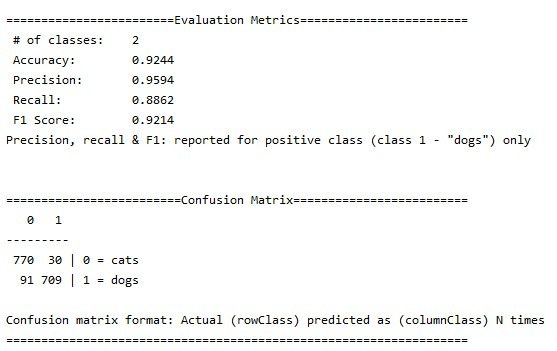 ========================Evaluation Metrics========================
# of classes:    2
Accuracy:        0.9244
Precision:       0.9594
Recall:          0.8862
F1 Score:        0.9214
Precision, recall & F1: reported for positive class (class 1 - "dogs") only
=========================Confusion Matrix=========================
   0   1
---------
 770  30 | 0 = cats
  91 709 | 1 = dogs
Confusion matrix format: Actual (rowClass) predicted as (columnClass) N times
==================================================================